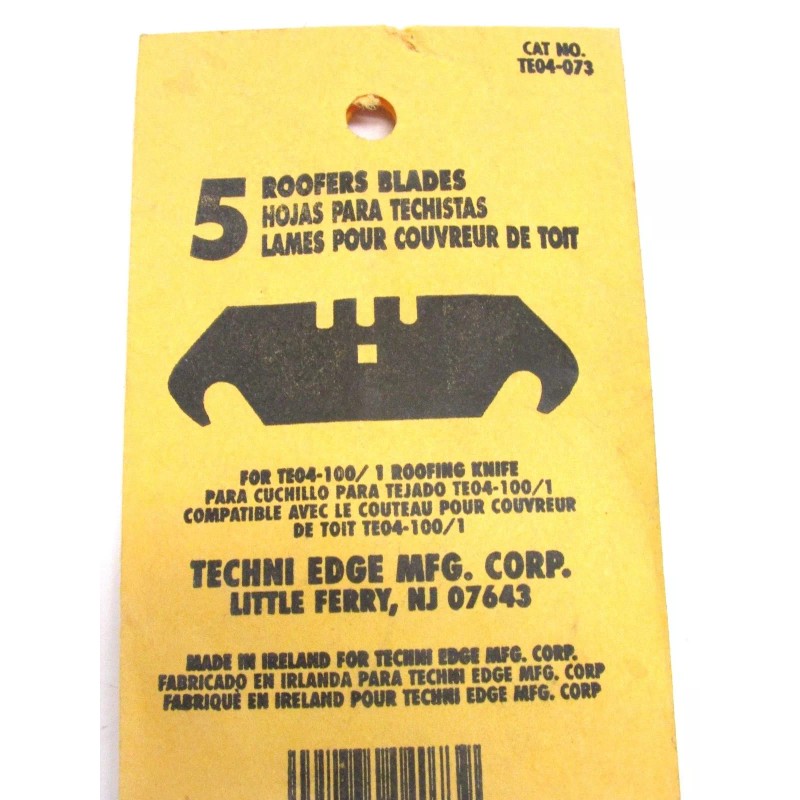 CAT NO.
TE04-073
5 ROOFERS BLADES
HOJAS PARA TECHISTAS
LAMES POUR COUVREUR DE TOIT
FOR TE04-100/ 1 ROOFING KNIFE
PARA CUCHILLO PARA TEJADO TE04-100/1
COMPATIBLE AVEC LE COUTEAU POUR COUVREUR
DE TOIT TE04-100/1
TECHNI EDGE MFG. CORP.
LITTLE FERRY, NJ 07643
MADE IN IRELAND FOR TECHNI EDGE MFG. CORP.
FABRICADO EN IRLANDA PARA TECHNI EDGE MFG. CORP
FABRIQUÈ EN IRELAND POUR TECHNI EDGE MFG. CORP